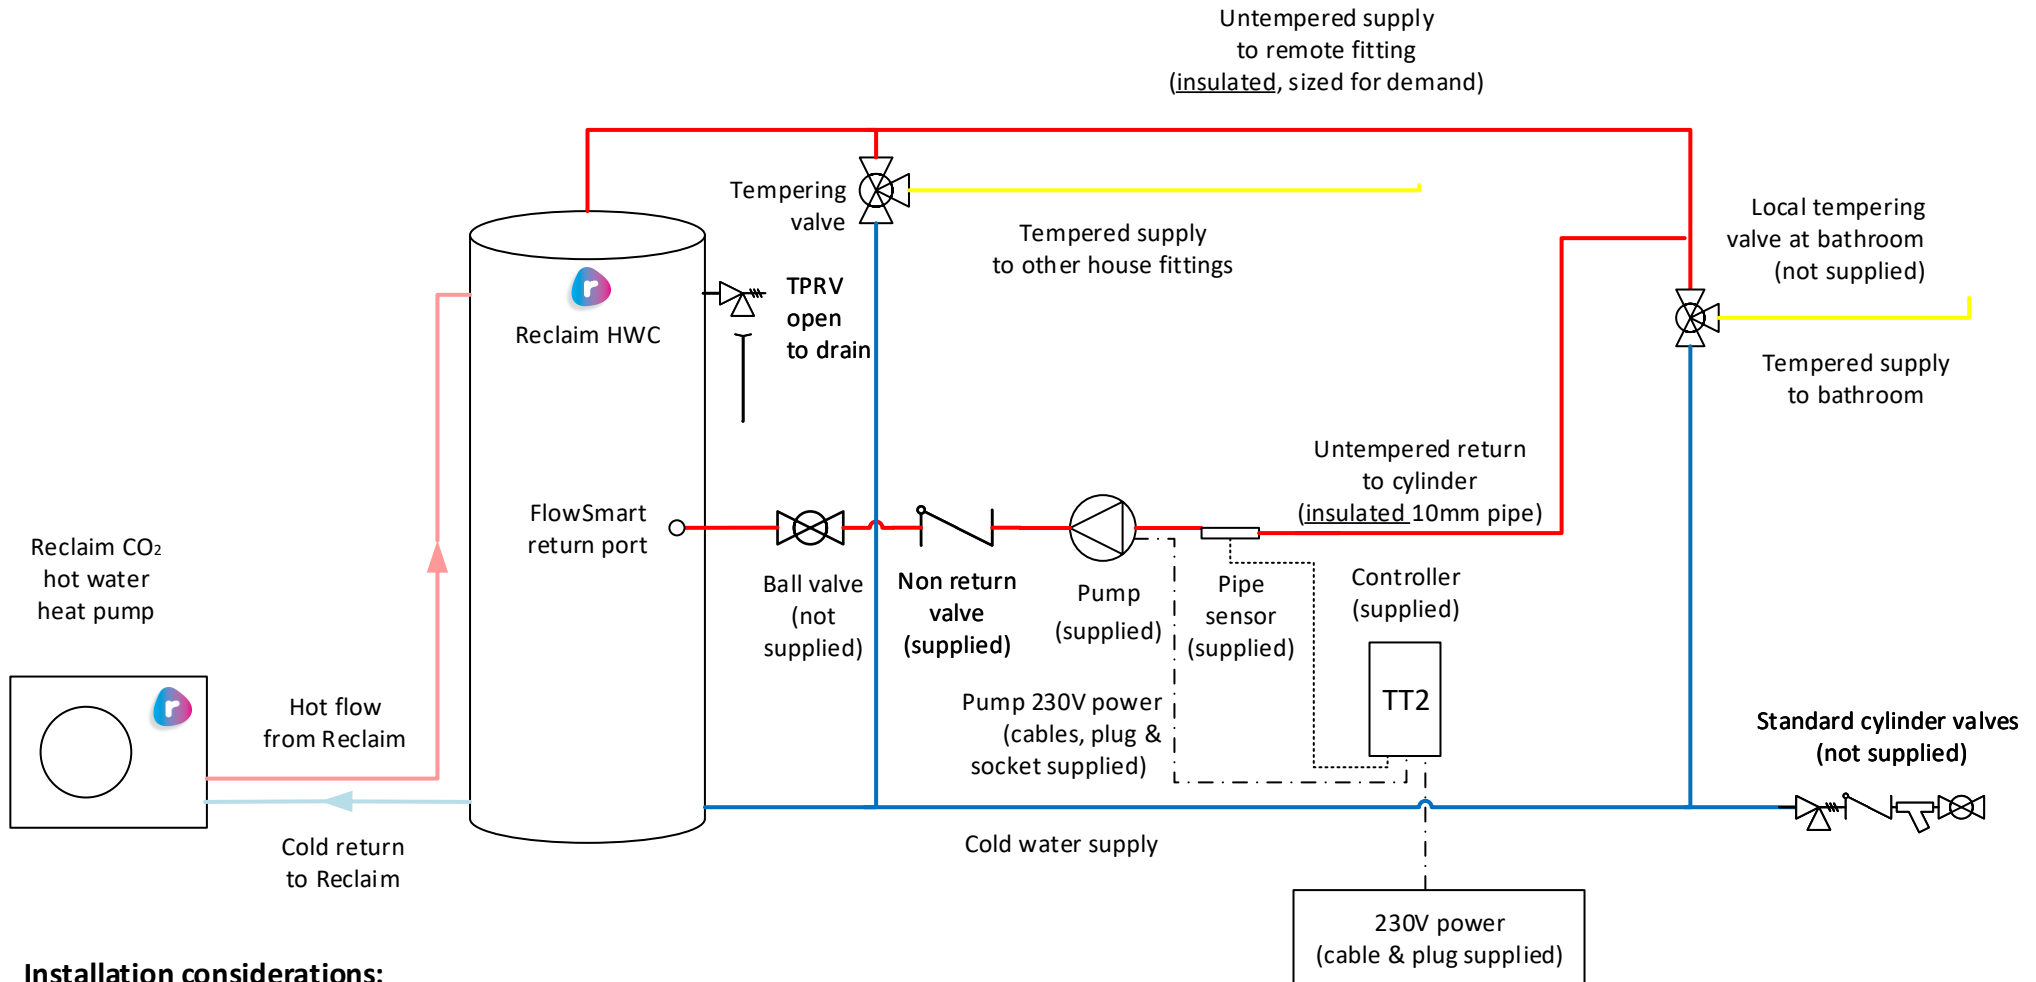 Untempered supply
to remote fitting
(insulated, sized for demand)
Tempering
valve
Tempered supply
to other house fittings
Local tempering
valve at bathroom
(not supplied)
Tempered supply
to bathroom
r
Reclaim HWC
TPRV
open
to drain
FlowSmart
return port
Untempered return
to cylinder
(insulated 10mm pipe)
Reclaim CO₂
hot water
heat pump
Ball valve
(not
supplied)
Non return
valve
(supplied)
Pump
(supplied)
Pipe
sensor
(supplied)
Controller
(supplied)
TT2
r
Hot flow
from Reclaim
Pump 230V power
(cables, plug &
socket supplied)
Standard cylinder valves
(not supplied)
Cold return
to Reclaim
Cold water supply
230V power
(cable & plug supplied)
Installation considerations: